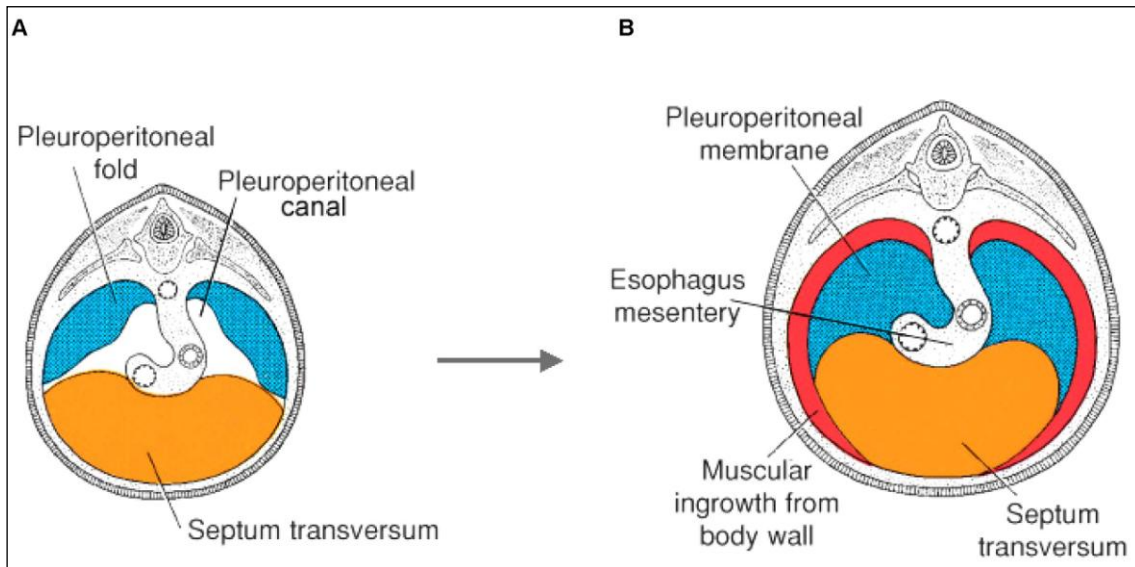 A
Pleuroperitoneal
fold
Pleuroperitoneal
canal
Septum transversum
B
Pleuroperitoneal
membrane
Esophagus
mesentery
Muscular
ingrowth from
body wall
Septum
transversum